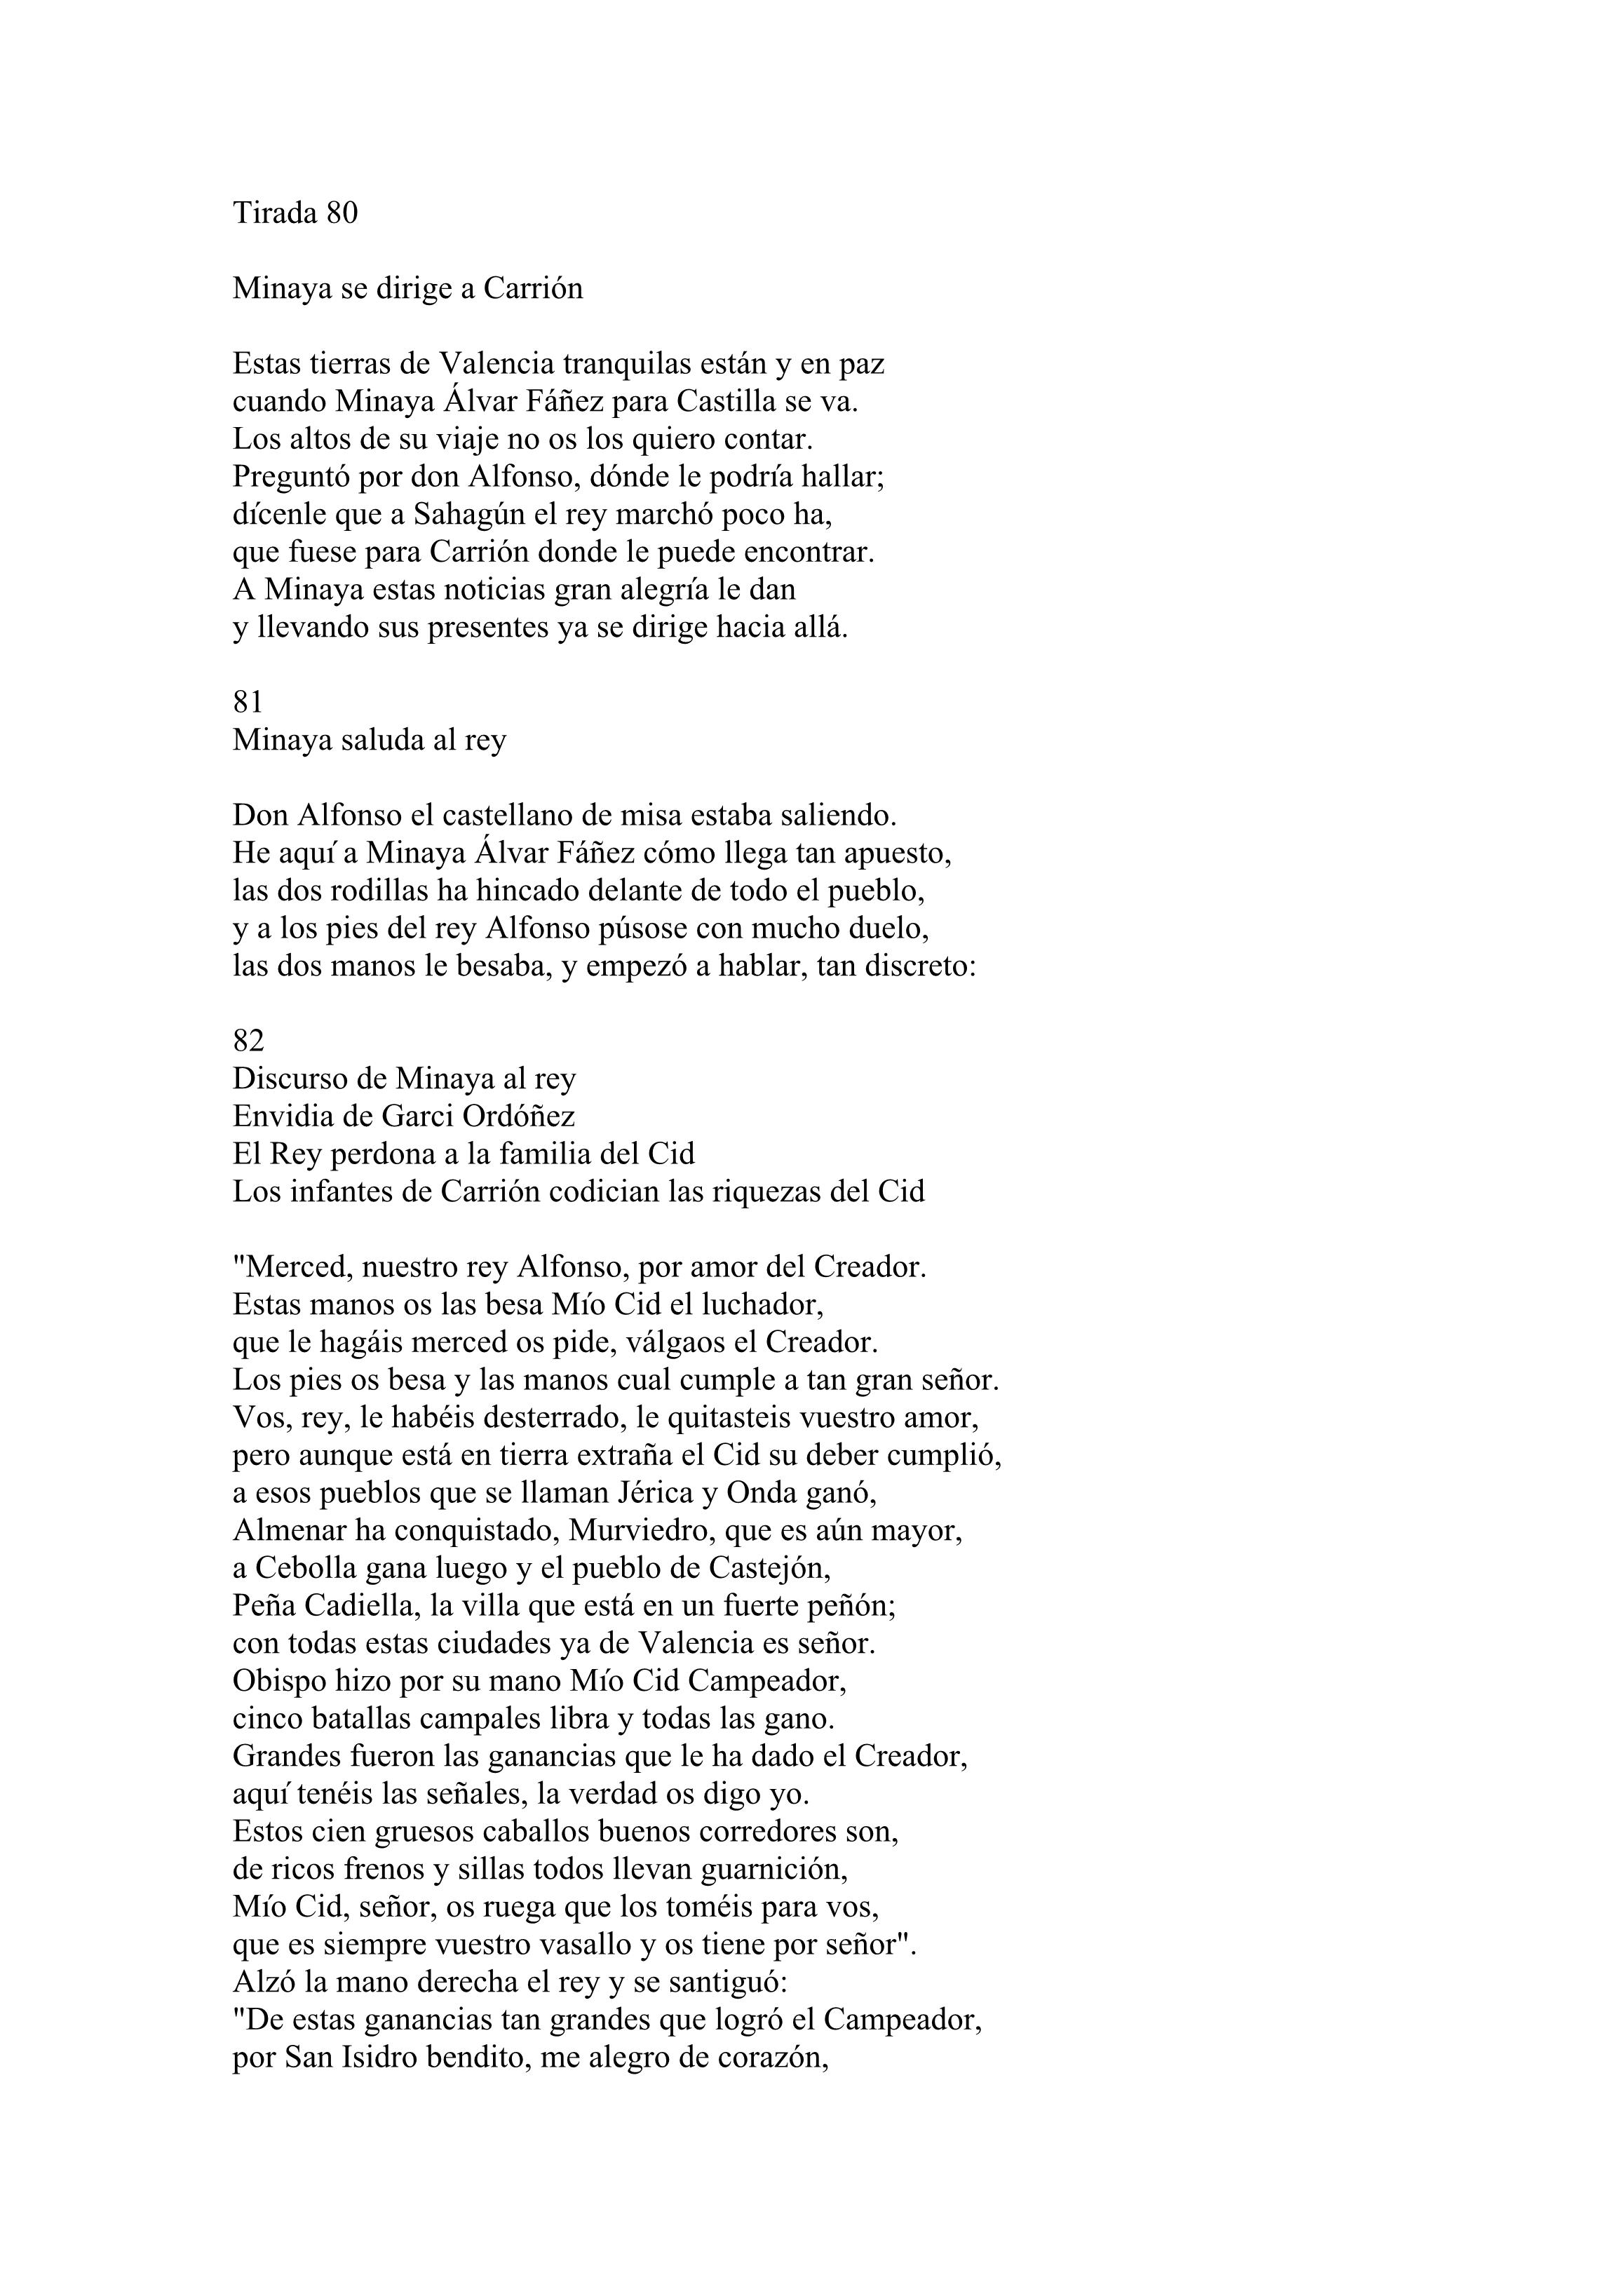 Tirada 80
Minaya se dirige a Carrión
Estas tierras de Valencia tranquilas están y en paz
cuando Minaya Álvar Fáñez para Castilla se va.
Los altos de su viaje no os los quiero contar.
Preguntó por don Alfonso, dónde le podría hallar;
dícenle que a Sahagún el rey marchó poco ha,
que fuese para Carrión donde le puede encontrar.
A Minaya estas noticias gran alegría le dan
y llevando sus presentes ya se dirige hacia allá.
81
Minaya saluda al rey
Don Alfonso el castellano de misa estaba saliendo.
He aquí a Minaya Álvar Fáñez cómo llega tan apuesto,
las dos rodillas ha hincado delante de todo el pueblo,
y a los pies del rey Alfonso púsose con mucho duelo,
las dos manos le besaba, y empezó a hablar, tan discreto:
82
Discurso de Minaya al rey
Envidia de Garci Ordóñez
El Rey perdona a la familia del Cid
Los infantes de Carrión codician las riquezas del Cid
"Merced, nuestro rey Alfonso, por amor del Creador.
Estas manos os las besa Mío Cid el luchador,
que le hagáis merced os pide, válgaos el Creador.
Los pies os besa y las manos cual cumple a tan gran señor.
Vos, rey, le habéis desterrado, le quitasteis vuestro amor,
pero aunque está en tierra extraña el Cid su deber cumplió,
a esos pueblos que se llaman Jérica y Onda ganó,
Almenar ha conquistado, Murviedro, que es aún mayor,
a Cebolla gana luego y el pueblo de Castejón,
Peña Cadiella, la villa que está en un fuerte peñón;
con todas estas ciudades ya de Valencia es señor.
Obispo hizo por su mano Mío Cid Campeador,
cinco batallas campales libra y todas las gano.
Grandes fueron las ganancias que le ha dado el Creador,
aquí tenéis las señales, la verdad os digo yo.
Estos cien gruesos caballos buenos corredores son,
de ricos frenos y sillas todos llevan guarnición,
Mío Cid, señor, os ruega que los toméis para vos,
que es siempre vuestro vasallo y os tiene por señor".
Alzó la mano derecha el rey y se santiguó:
"De estas ganancias tan grandes que logró el Campeador,
por San Isidro bendito, me alegro de corazón,